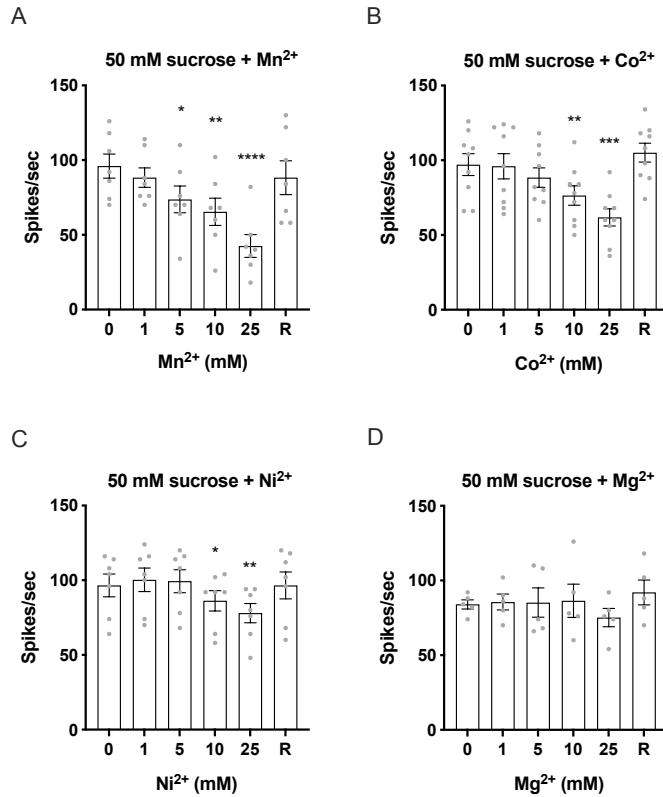 A
50 mM sucrose + Mn²⁺
Spikes/sec
150
100
50
0
*
**
****
0 1 5 10 25 R
Mn²⁺ (mM)
B
50 mM sucrose + Co²⁺
Spikes/sec
150
100
50
0
**
***
0 1 5 10 25 R
Co²⁺ (mM)
C
50 mM sucrose + Ni²⁺
Spikes/sec
150
100
50
0
*
**
0 1 5 10 25 R
Ni²⁺ (mM)
D
50 mM sucrose + Mg²⁺
Spikes/sec
150
100
50
0
0 1 5 10 25 R
Mg²⁺ (mM)